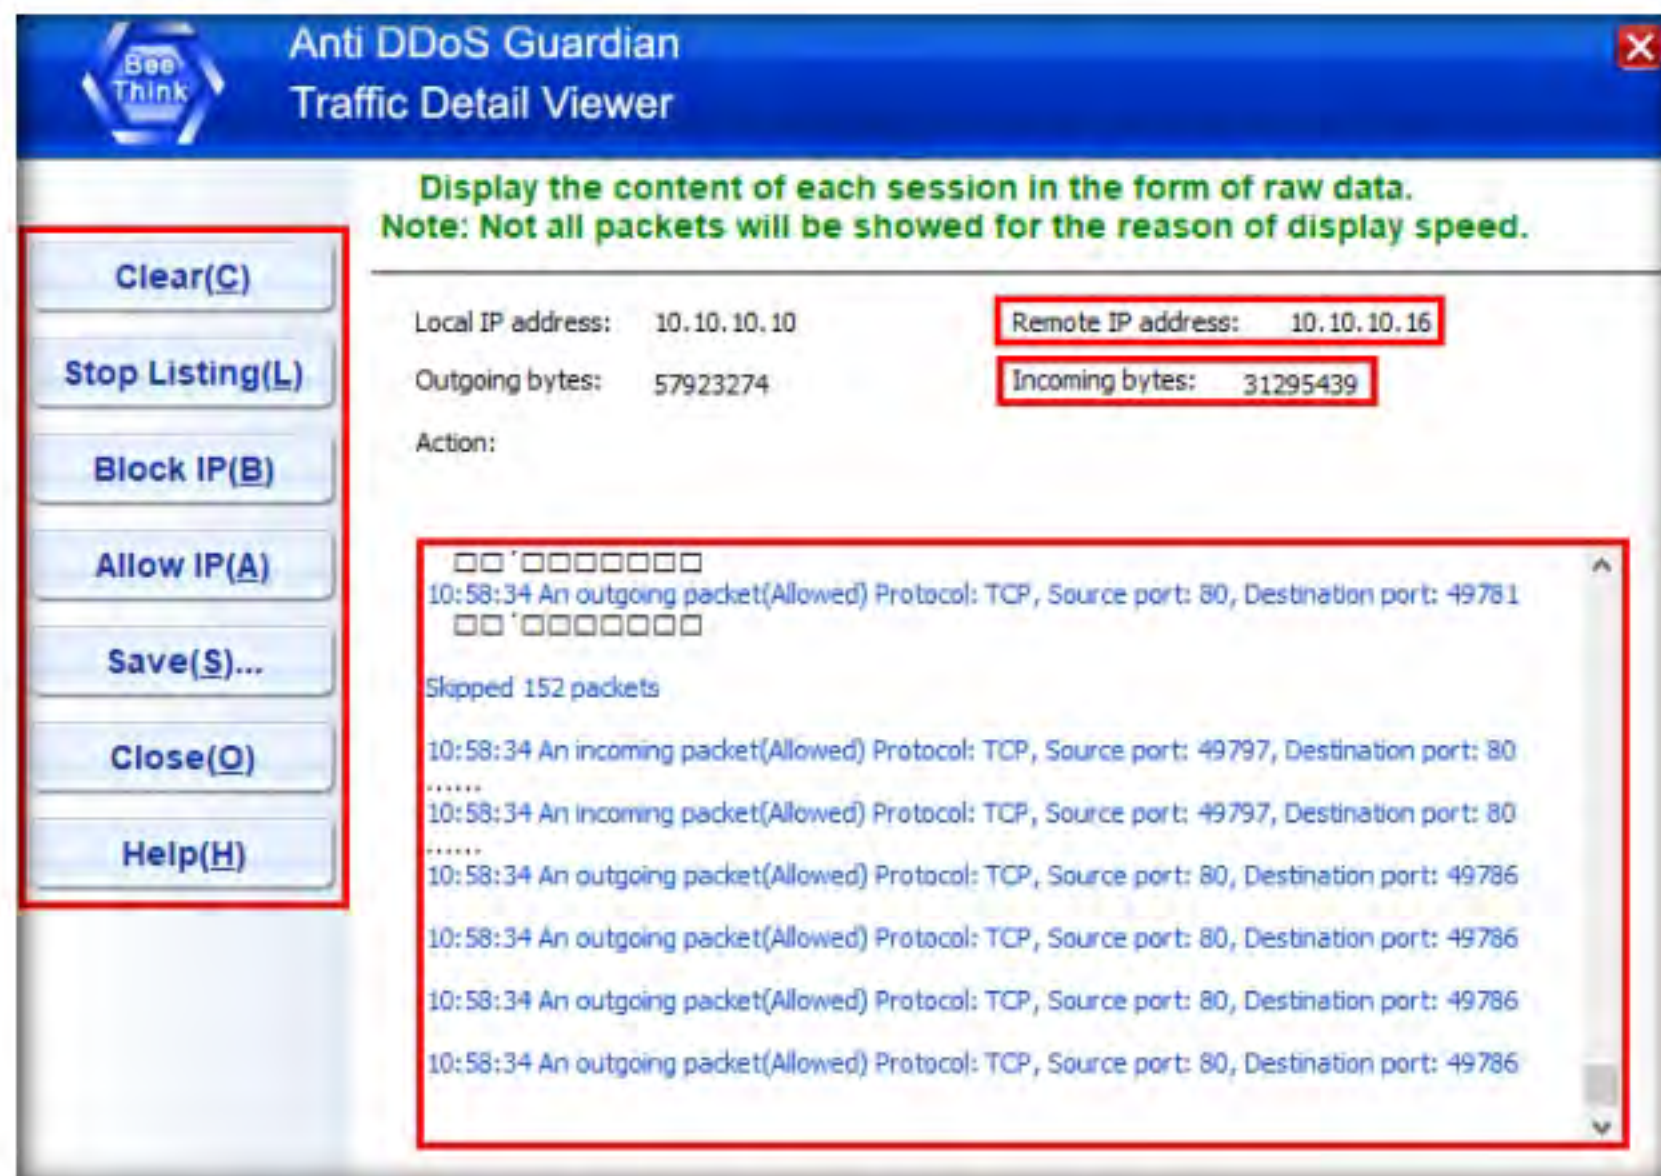 Bee
Think
Anti DDoS Guardian
Traffic Detail Viewer
Display the content of each session in the form of raw data.
Note: Not all packets will be showed for the reason of display speed.
Clear(C)
Stop Listing(L)
Block IP(B)
Allow IP(A)
Save(S)...
Close(O)
Help(H)
Local IP address: 10.10.10.10
Remote IP address: 10.10.10.16
Outgoing bytes: 57923274
Incoming bytes: 31295439
Action:
□□´□□□□□□□
10:58:34 An outgoing packet(Allowed) Protocol: TCP, Source port: 80, Destination port: 49781
□□´□□□□□□□
Skipped 152 packets
10:58:34 An incoming packet(Allowed) Protocol: TCP, Source port: 49797, Destination port: 80
......
10:58:34 An incoming packet(Allowed) Protocol: TCP, Source port: 49797, Destination port: 80
......
10:58:34 An outgoing packet(Allowed) Protocol: TCP, Source port: 80, Destination port: 49786
10:58:34 An outgoing packet(Allowed) Protocol: TCP, Source port: 80, Destination port: 49786
10:58:34 An outgoing packet(Allowed) Protocol: TCP, Source port: 80, Destination port: 49786
10:58:34 An outgoing packet(Allowed) Protocol: TCP, Source port: 80, Destination port: 49786